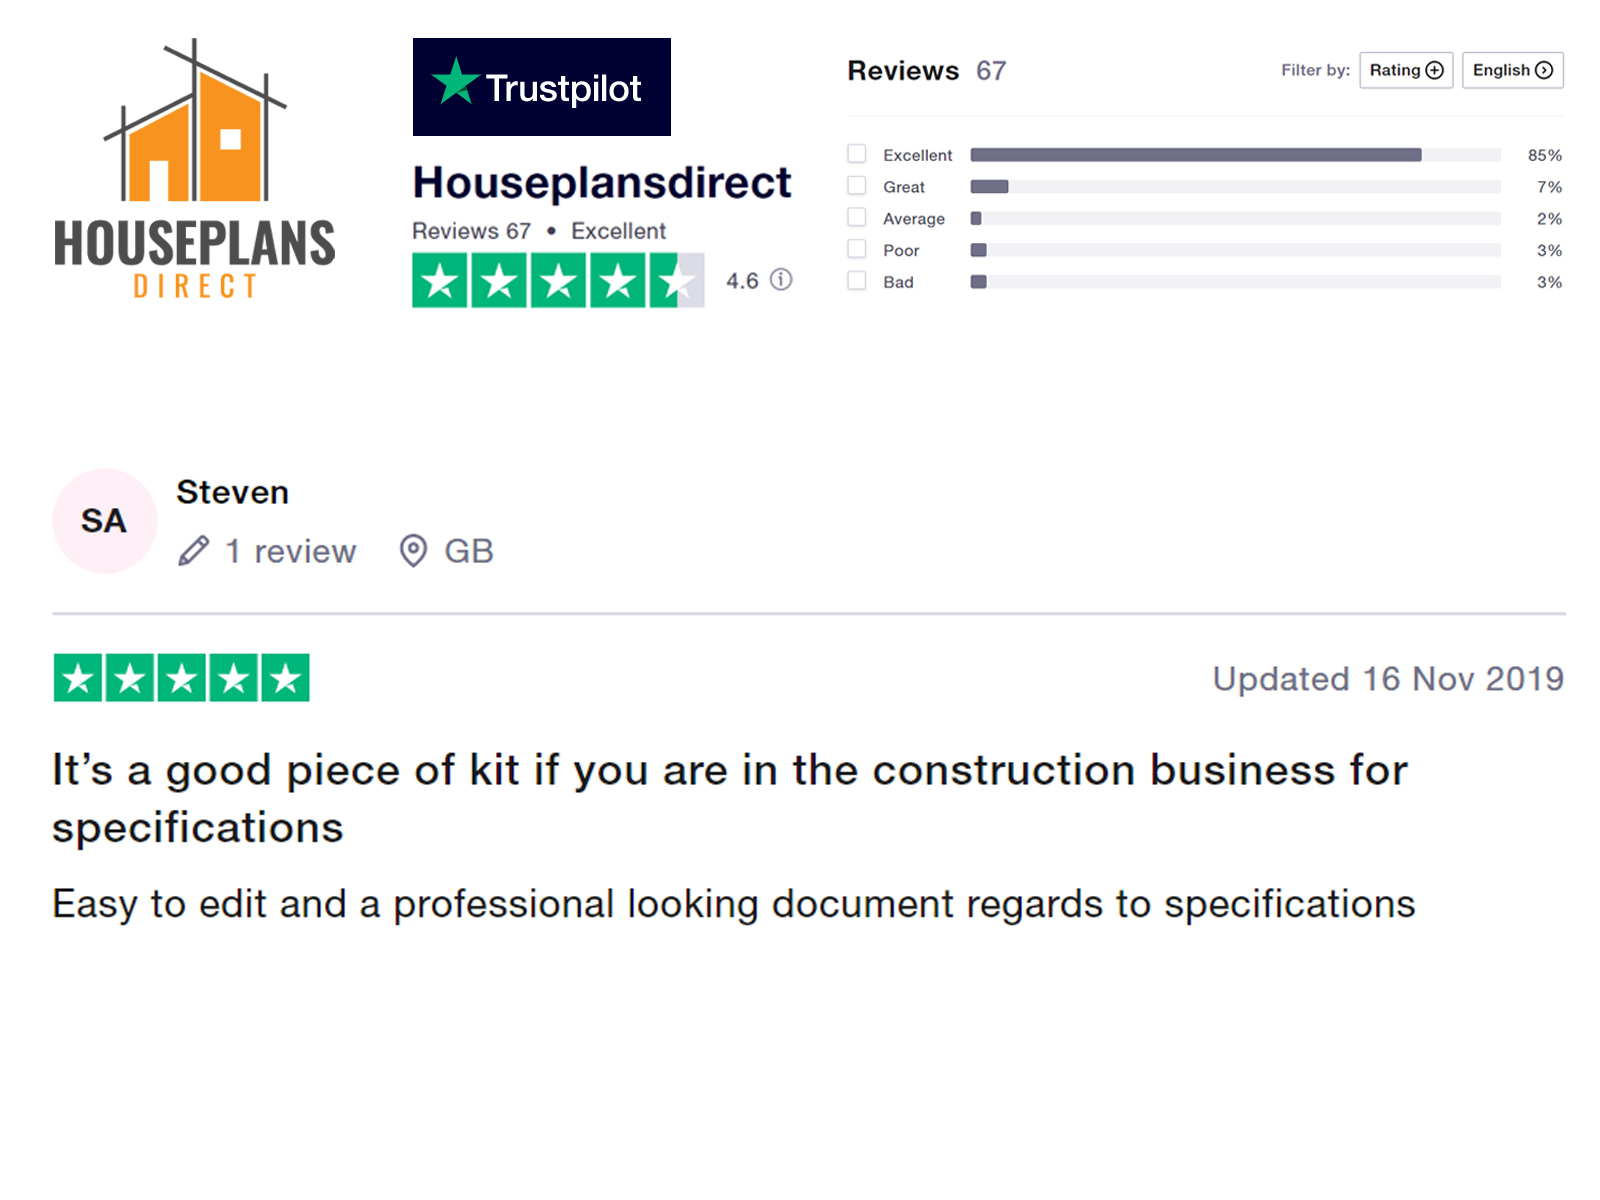 HOUSEPLANS
DIRECT
Trustpilot
Houseplansdirect
Reviews 67 • Excellent
4.6
Reviews 67
Filter by: Rating English
Excellent 85%
Great 7%
Average 2%
Poor 3%
Bad 3%
SA
Steven
1 review GB
Updated 16 Nov 2019
It’s a good piece of kit if you are in the construction business for
specifications
Easy to edit and a professional looking document regards to specifications